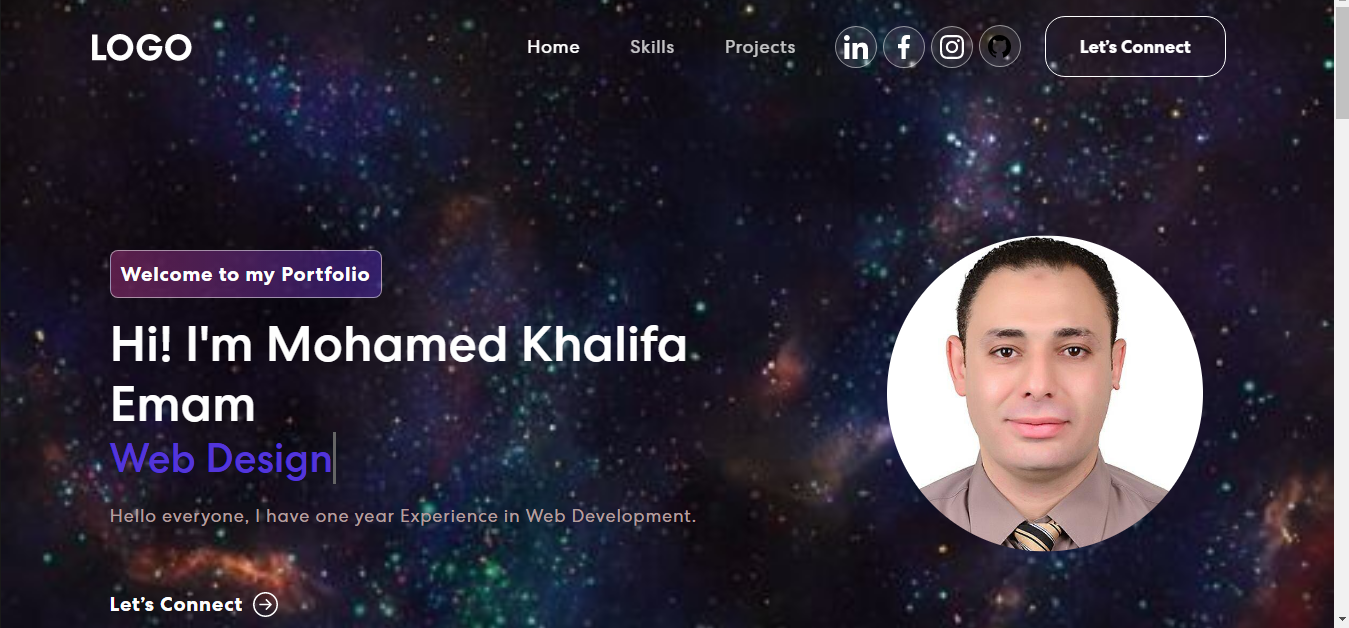 LOGO
Home
Skills
Projects
Let's Connect
Welcome to my Portfolio
Hi! I'm Mohamed Khalifa
Emam
Web Design
Hello everyone, I have one year Experience in Web Development.
Let's Connect